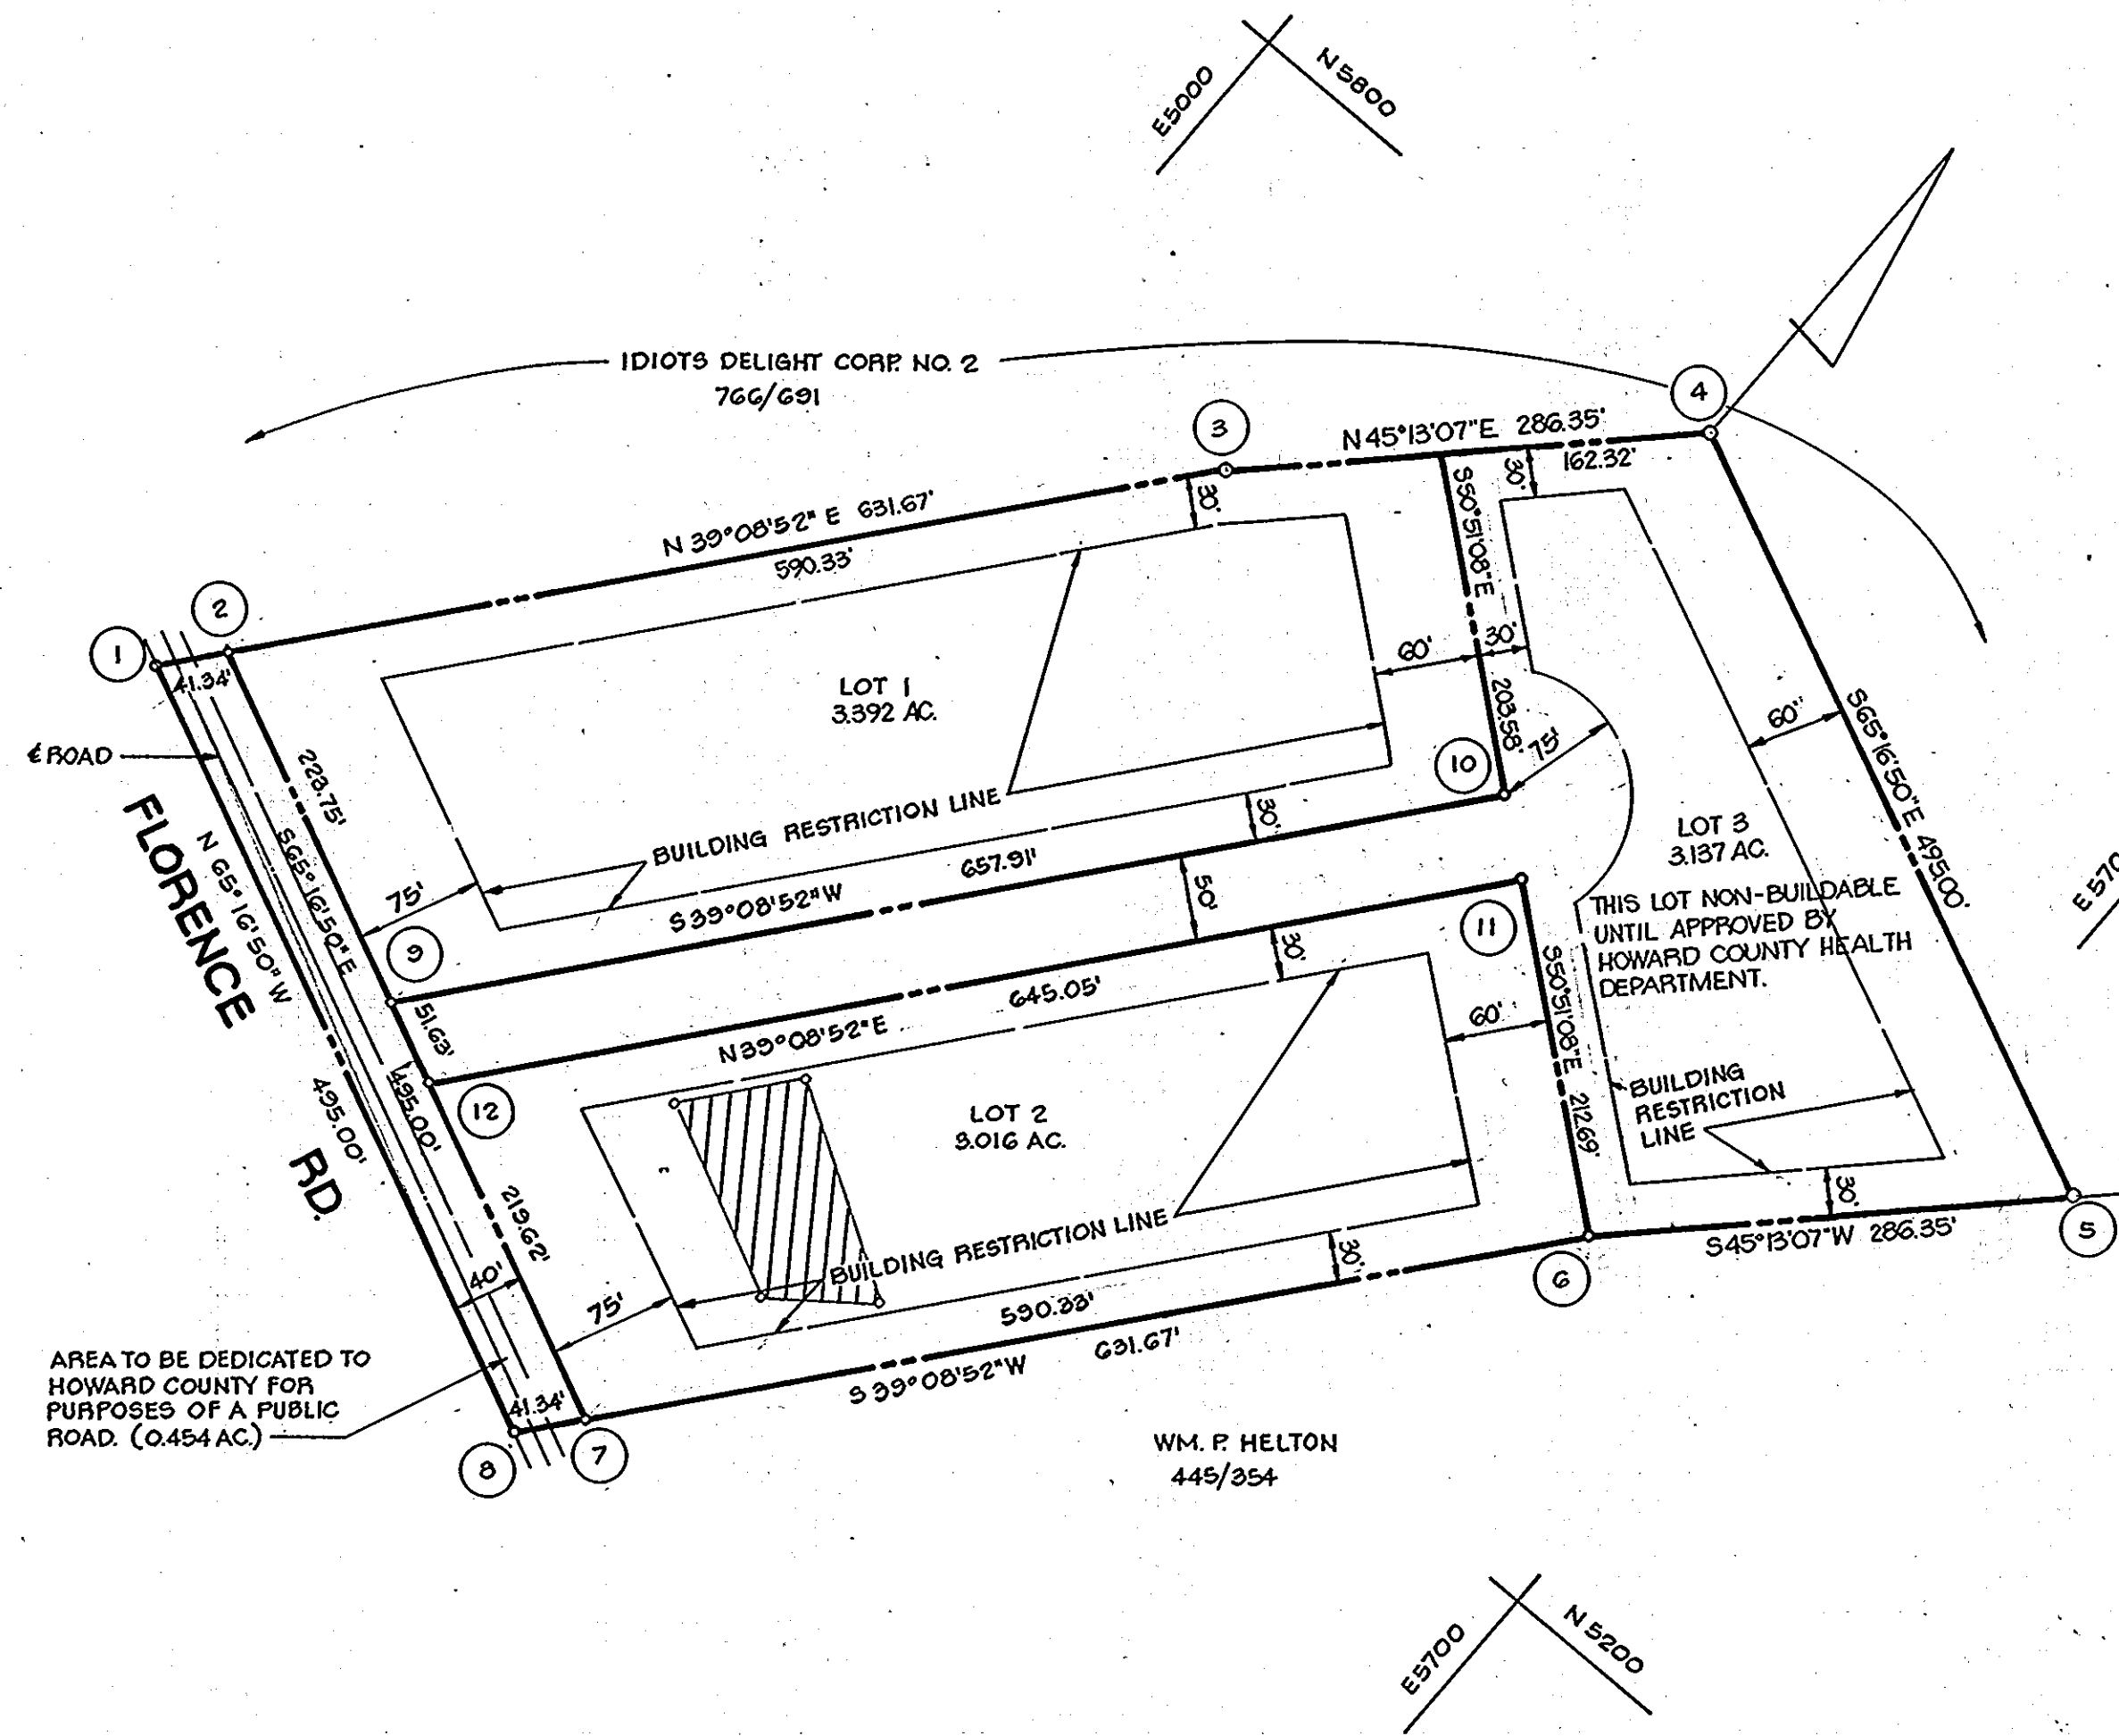 E5000
N5800
IDIOTS DELIGHT CORP. NO. 2
766/691
4
3
N45°13'07"E 286.35'
162.32'
30'
30'
N 39°08'52" E 631.67'
590.33'
S50°51'08"E
203.58'
2
1
41.34'
LOT 1
3.392 AC.
60'
30'
60"
S65°16'50"E 495.00'
℄ ROAD
223.75'
10
75'
FLORENCE RD.
N 65°16'50" W
495.00'
S65°16'50"E
495.00'
BUILDING RESTRICTION LINE
30'
657.91'
S39°08'52"W
75'
9
50'
LOT 3
3.137 AC.
THIS LOT NON-BUILDABLE
UNTIL APPROVED BY
HOWARD COUNTY HEALTH
DEPARTMENT.
E570
11
30'
51.63'
645.05'
N39°08'52"E
60'
S50°51'08"E 212.69'
12
LOT 2
3.016 AC.
BUILDING
RESTRICTION
LINE
219.62'
40'
75'
BUILDING RESTRICTION LINE
30'
30'
590.33'
S 39°08'52"W 631.67'
S45°13'07"W 286.35'
5
6
AREA TO BE DEDICATED TO
HOWARD COUNTY FOR
PURPOSES OF A PUBLIC
ROAD. (0.454 AC.)
41.34'
7
8
WM. P. HELTON
445/354
E5700
N5200